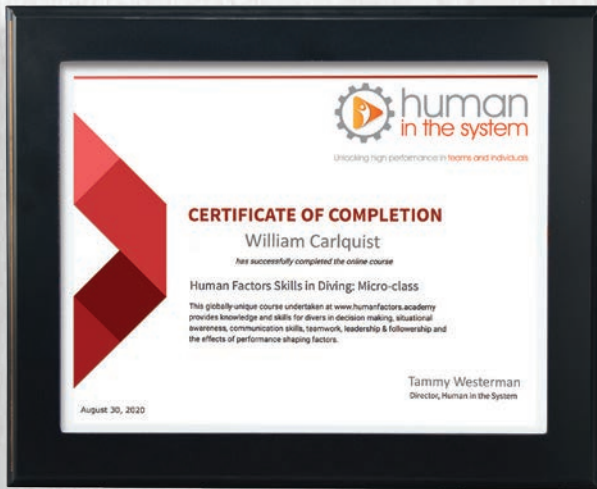 human
in the system
Unlocking high performance in teams and individuals
CERTIFICATE OF COMPLETION
William Carlquist
has successfully completed the online course
Human Factors Skills in Diving: Micro-class
This globally-unique course undertaken at www.humanfactors.academy
provides knowledge and skills for divers in decision making, situational
awareness, communication skills, teamwork, leadership & followership and
the effects of performance shaping factors.
Tammy Westerman
Director, Human in the System
August 30, 2020